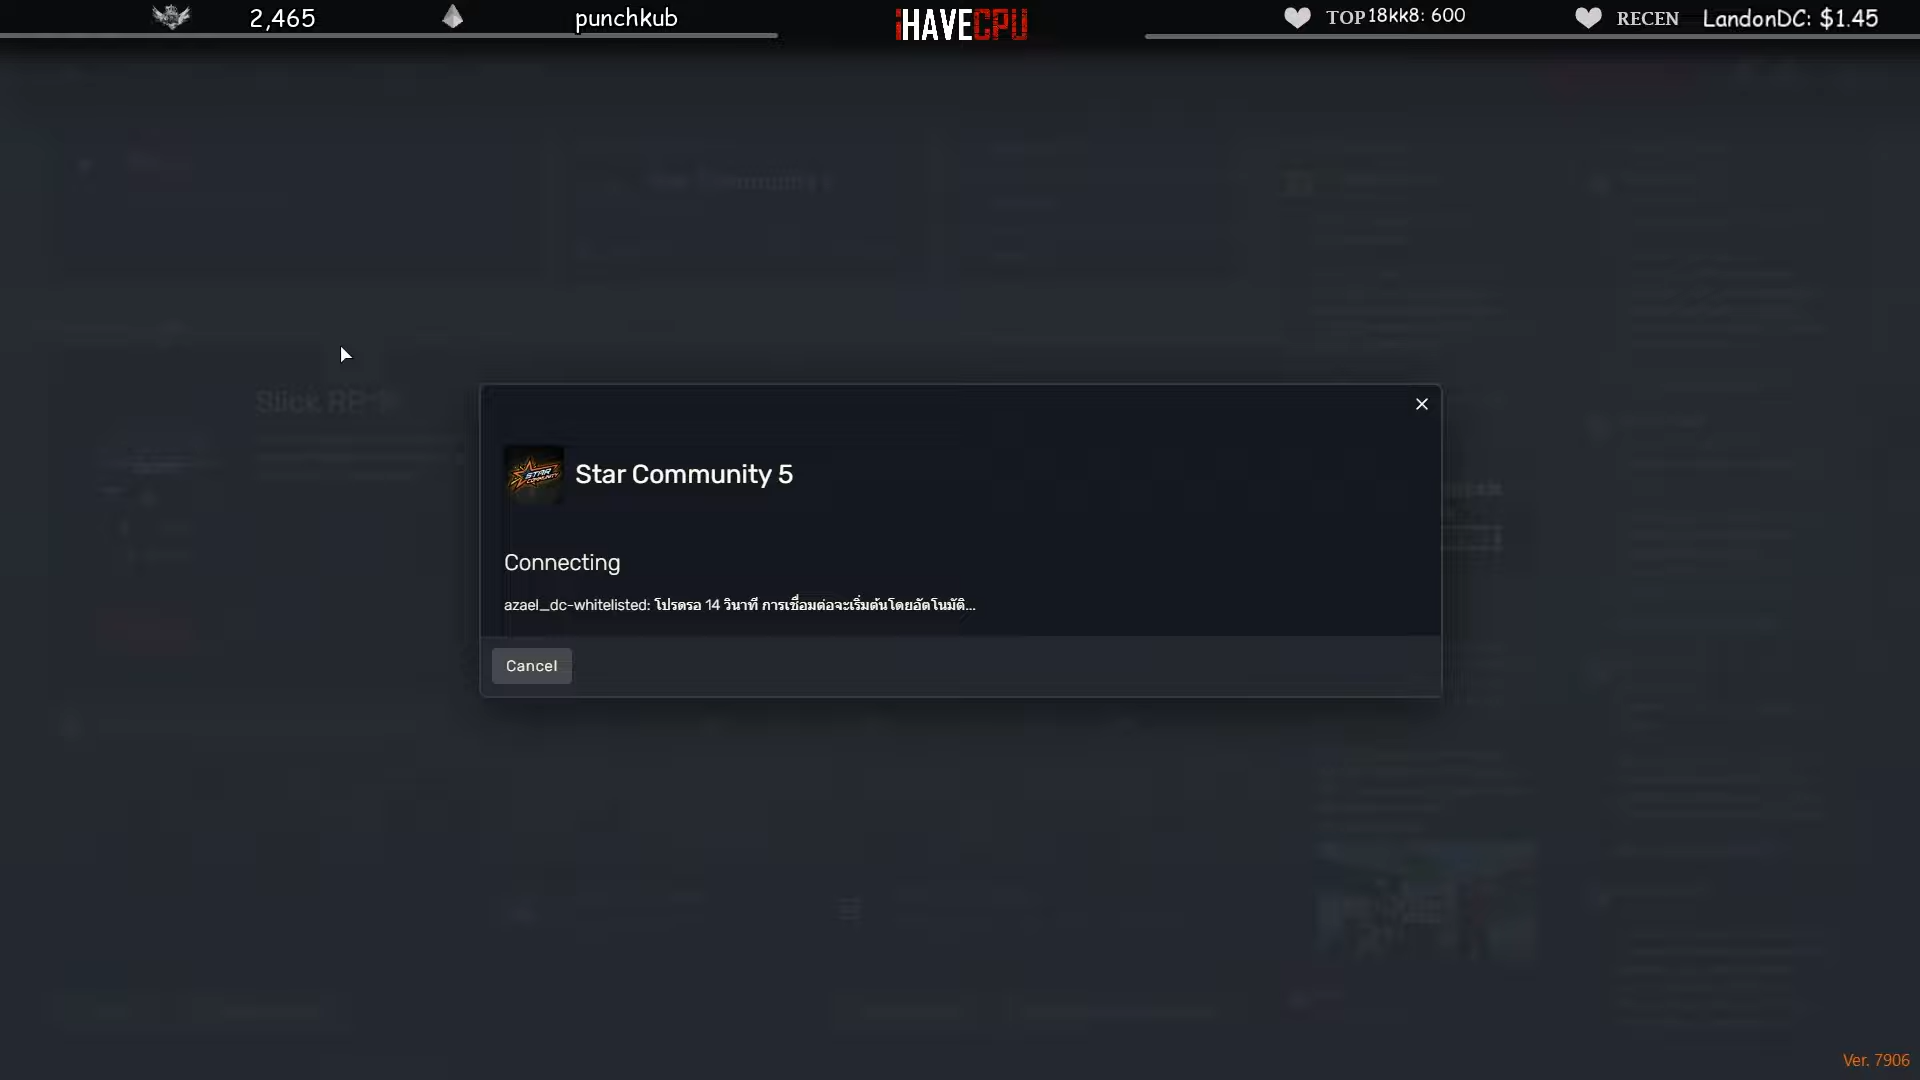 2,465
punchkub
iHAVECPU
TOP 18kk8: 600
RECEN LandonDC: $1.45
Slick RP
Star Community 5
Connecting
azael_dc-whitelisted: โปรดรอ 14 วินาที การเชื่อมต่อจะเริ่มต้นโดยอัตโนมัติ...
Cancel
Ver. 7906